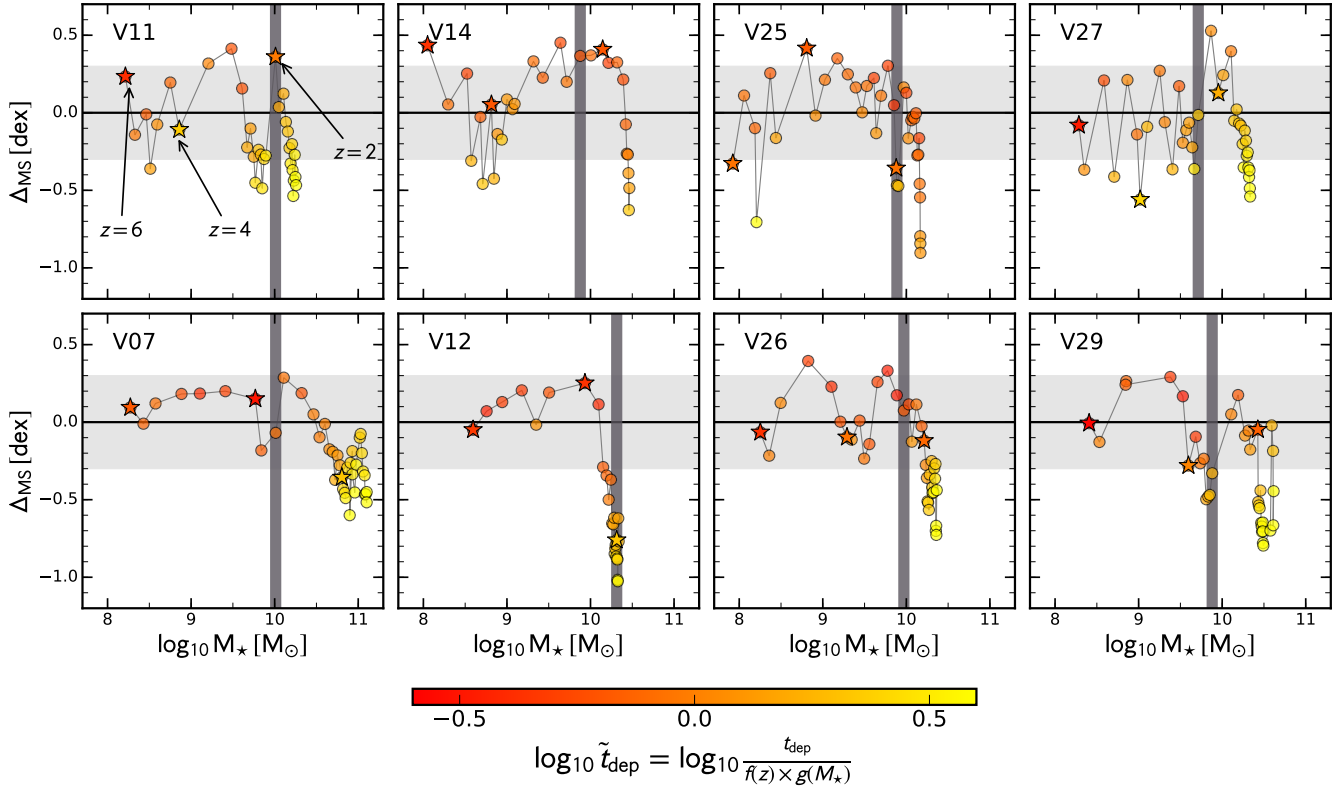 V11
V14
V25
V27
0.5
0.0
−0.5
−1.0
Δ_MS [dex]
z=6
z=4
z=2
V07
V12
V26
V29
0.5
0.0
−0.5
−1.0
Δ_MS [dex]
8 9 10 11
8 9 10 11
8 9 10 11
8 9 10 11
log₁₀ M⋆ [M⊙]
log₁₀ M⋆ [M⊙]
log₁₀ M⋆ [M⊙]
log₁₀ M⋆ [M⊙]
−0.5 0.0 0.5
log₁₀ t̃_dep = log₁₀ t_dep / f(z) × g(M⋆)